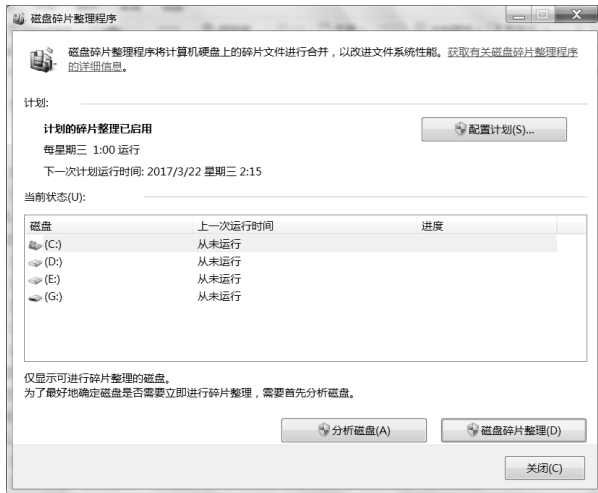 磁盘碎片整理程序
磁盘碎片整理程序将计算机硬盘上的碎片文件进行合并，以改进文件系统性能。获取有关磁盘碎片整理程序
的详细信息。
计划:
计划的碎片整理已启用
配置计划(S)...
每星期三 1:00 运行
下一次计划运行时间: 2017/3/22 星期三 2:15
当前状态(U):
磁盘 上一次运行时间 进度
(C:) 从未运行
(D:) 从未运行
(E:) 从未运行
(G:) 从未运行
仅显示可进行碎片整理的磁盘。
为了最好地确定磁盘是否需要立即进行碎片整理，需要首先分析磁盘。
分析磁盘(A) 磁盘碎片整理(D)
关闭(C)